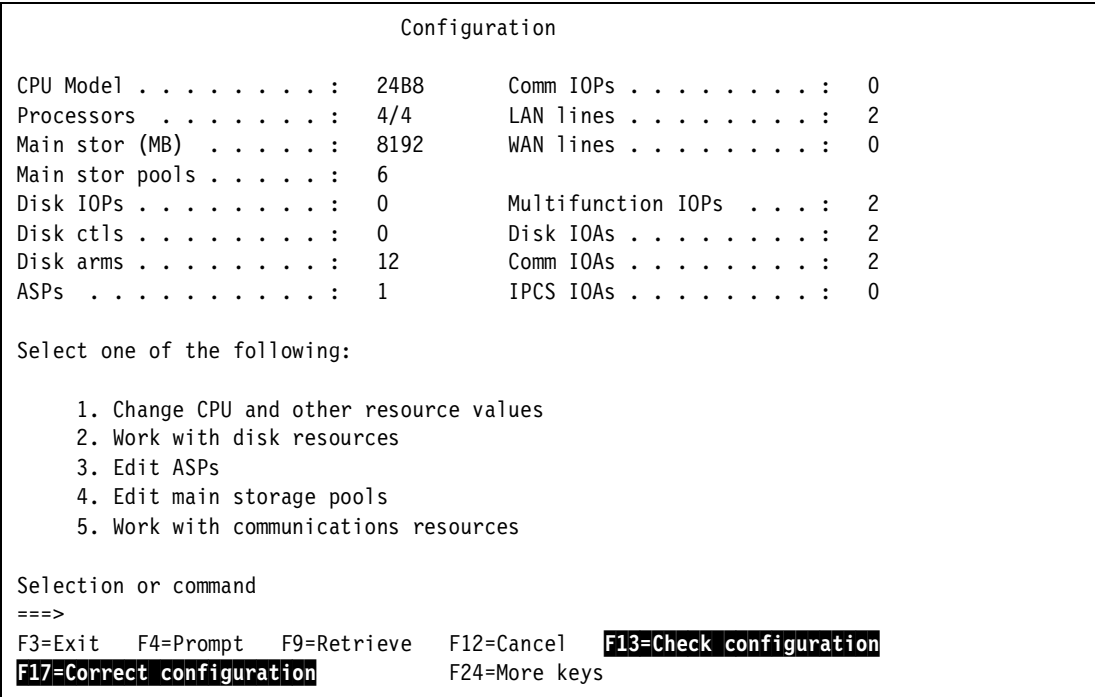 Configuration
CPU Model . . . . . . . . : 24B8 Comm IOPs . . . . . . . . : 0
Processors . . . . . . . : 4/4 LAN lines . . . . . . . . : 2
Main stor (MB) . . . . . : 8192 WAN lines . . . . . . . . : 0
Main stor pools . . . . . : 6
Disk IOPs . . . . . . . . : 0 Multifunction IOPs . . . : 2
Disk ctls . . . . . . . . : 0 Disk IOAs . . . . . . . . : 2
Disk arms . . . . . . . . : 12 Comm IOAs . . . . . . . . : 2
ASPs . . . . . . . . . . : 1 IPCS IOAs . . . . . . . . : 0
Select one of the following:
1. Change CPU and other resource values
2. Work with disk resources
3. Edit ASPs
4. Edit main storage pools
5. Work with communications resources
Selection or command
===>
F3=Exit F4=Prompt F9=Retrieve F12=Cancel F13=Check configuration
F17=Correct configuration F24=More keys